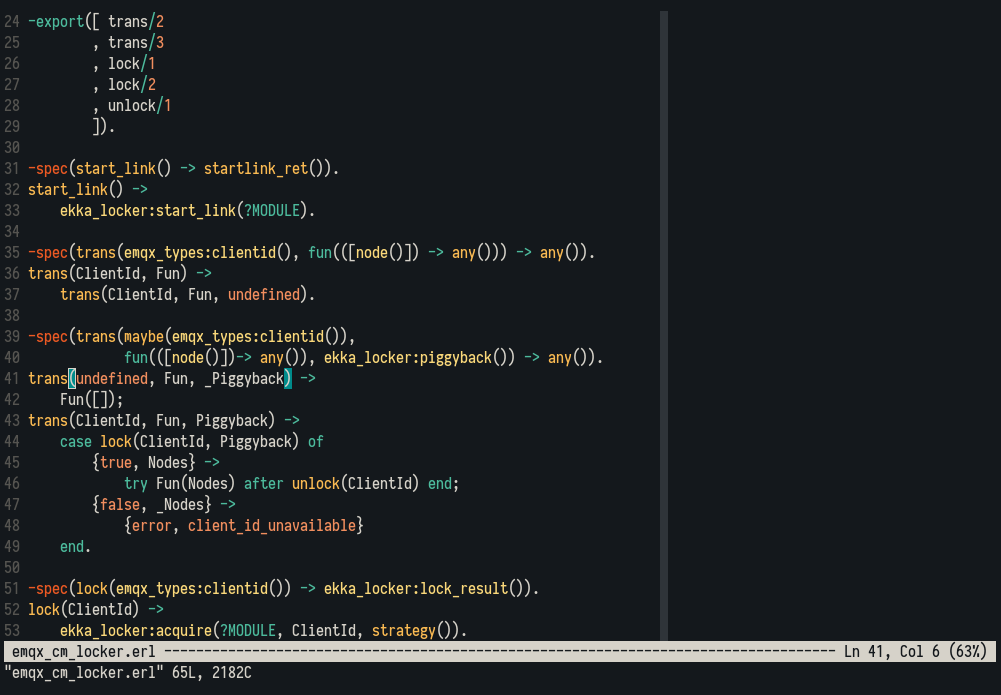 24 -export([ trans/2
25         , trans/3
26         , lock/1
27         , lock/2
28         , unlock/1
29         ]).
30
31 -spec(start_link() -> startlink_ret()).
32 start_link() ->
33     ekka_locker:start_link(?MODULE).
34
35 -spec(trans(emqx_types:clientid(), fun(([node()]) -> any())) -> any()).
36 trans(ClientId, Fun) ->
37     trans(ClientId, Fun, undefined).
38
39 -spec(trans(maybe(emqx_types:clientid()),
40             fun(([node()])-> any()), ekka_locker:piggyback()) -> any()).
41 trans(undefined, Fun, _Piggyback) ->
42     Fun([]);
43 trans(ClientId, Fun, Piggyback) ->
44     case lock(ClientId, Piggyback) of
45         {true, Nodes} ->
46             try Fun(Nodes) after unlock(ClientId) end;
47         {false, _Nodes} ->
48             {error, client_id_unavailable}
49     end.
50
51 -spec(lock(emqx_types:clientid()) -> ekka_locker:lock_result()).
52 lock(ClientId) ->
53     ekka_locker:acquire(?MODULE, ClientId, strategy()).
emqx_cm_locker.erl ------------------------------------------------------------------------------------ Ln 41, Col 6 (63%)
"emqx_cm_locker.erl" 65L, 2182C